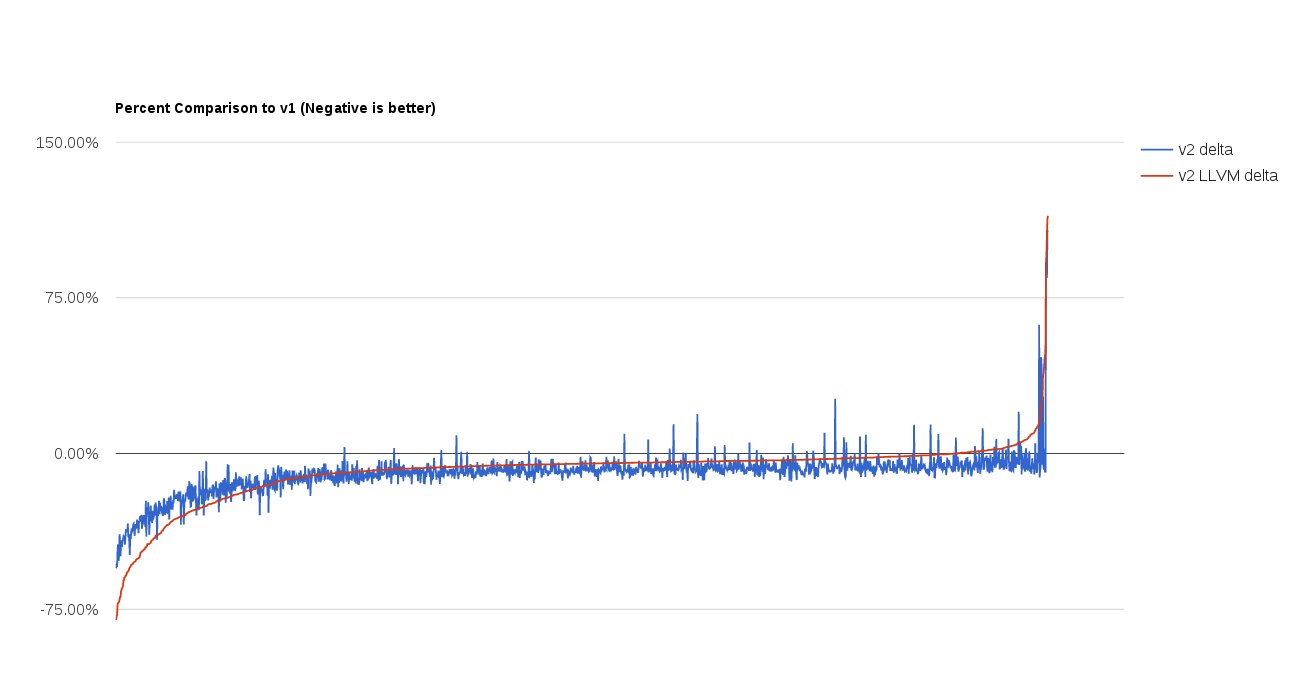 Percent Comparison to v1 (Negative is better)
150.00%
v2 delta
v2 LLVM delta
75.00%
0.00%
-75.00%